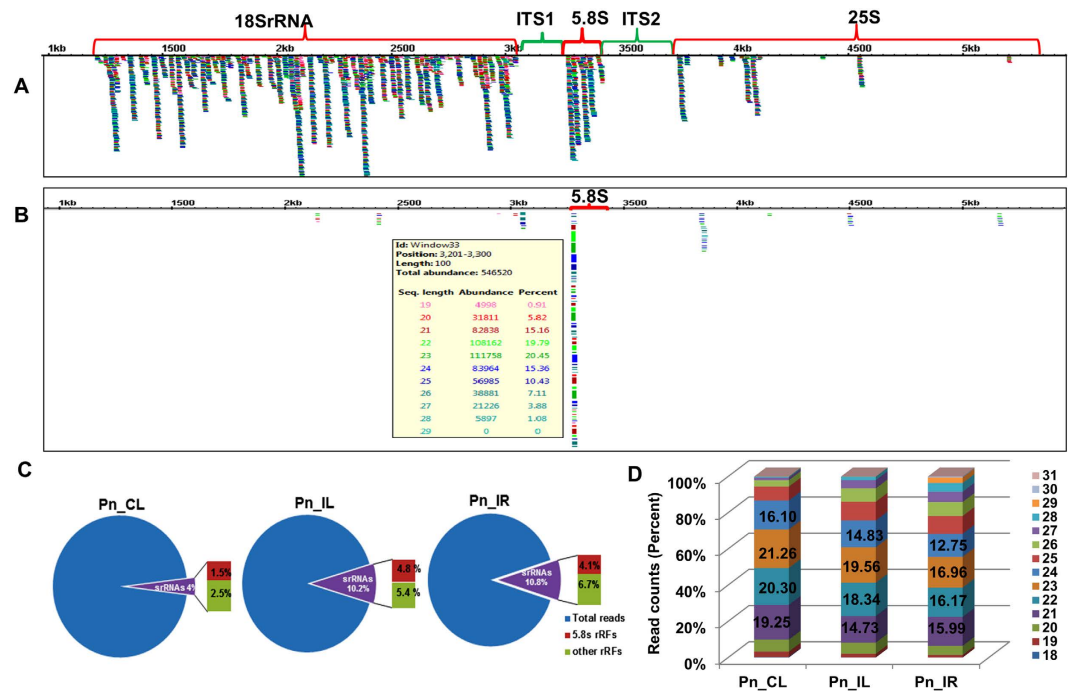 18SrRNA
ITS1
5.8S
ITS2
25S
1kb
1500
2kb
2500
3kb
3500
4kb
4500
5kb
A
5.8S
B
1kb
1500
2kb
2500
3kb
3500
4kb
4500
5kb
Id: Window33
Position: 3,201-3,300
Length: 100
Total abundance: 546520
Seq. length Abundance Percent
19 4998 0.91
20 31811 5.82
21 82838 15.16
22 108162 19.79
23 111758 20.45
24 83964 15.36
25 56985 10.43
26 38881 7.11
27 21226 3.88
28 5897 1.08
29 0 0
C
Pn_CL
Pn_IL
Pn_IR
srRNAs 4%
1.5%
2.5%
srRNAs
10.2%
4.8 %
5.4 %
srRNAs
10.8%
4.1%
6.7%
Total reads
5.8s rRFs
other rRFs
D
Read counts (Percent)
100%
80%
60%
40%
20%
0%
16.10
21.26
20.30
19.25
14.83
19.56
18.34
14.73
12.75
16.96
16.17
15.99
Pn_CL
Pn_IL
Pn_IR
31
30
29
28
27
26
25
24
23
22
21
20
19
18